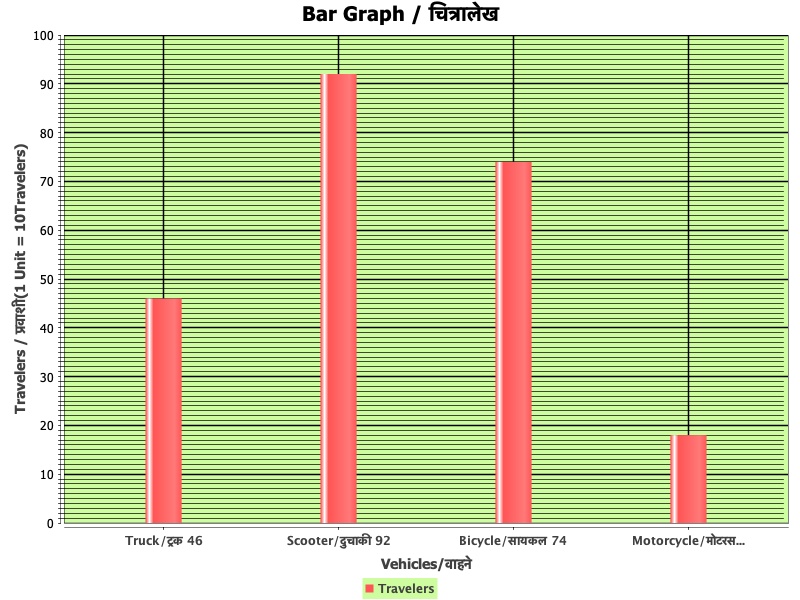 Bar Graph / चित्रालेख
Travelers / प्रवाशी(1 Unit = 10Travelers)
100
90
80
70
60
50
40
30
20
10
0
Truck/ट्रक 46 Scooter/दुचाकी 92 Bicycle/सायकल 74 Motorcycle/मोटरस...
Vehicles/वाहने
Travelers